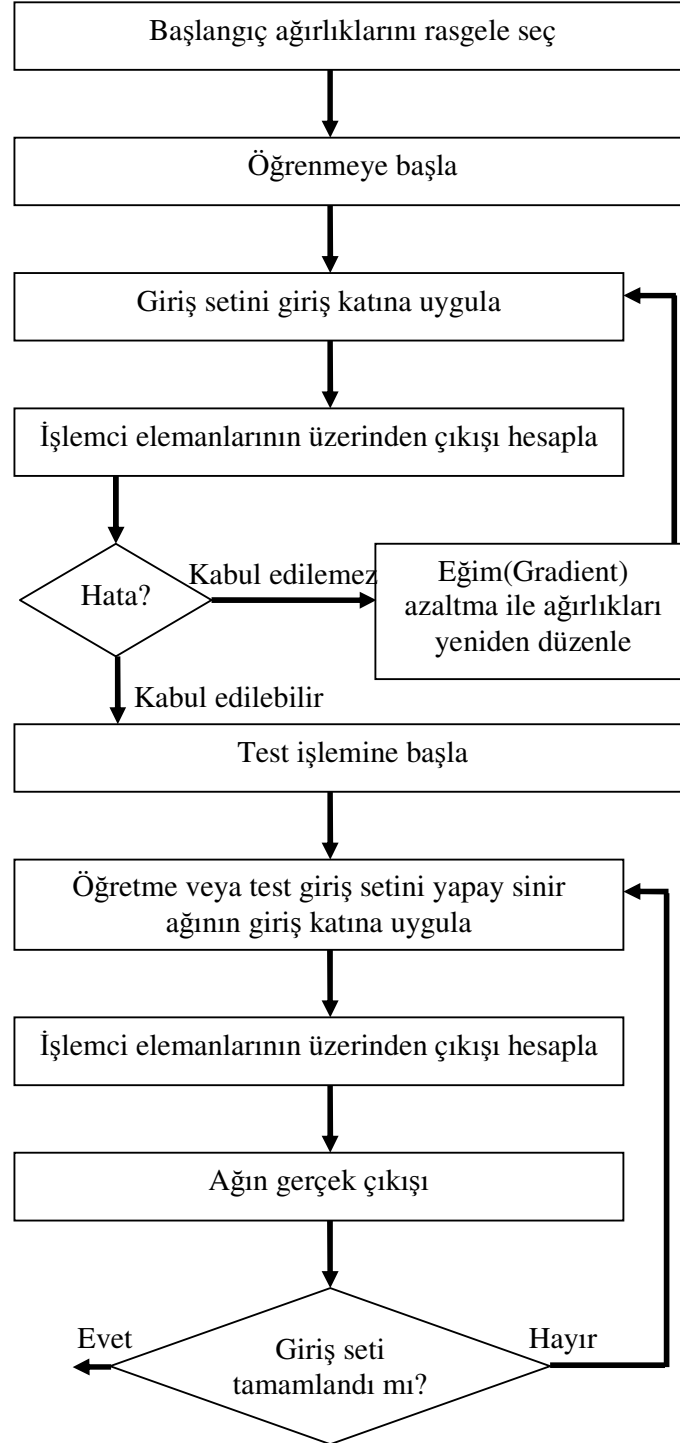 Başlangıç ağırlıklarını rasgele seç
Öğrenmeye başla
Giriş setini giriş katına uygula
İşlemci elemanlarının üzerinden çıkışı hesapla
Hata?
Kabul edilemez
Eğim(Gradient)
azaltma ile ağırlıkları
yeniden düzenle
Kabul edilebilir
Test işlemine başla
Öğretme veya test giriş setini yapay sinir
ağının giriş katına uygula
İşlemci elemanlarının üzerinden çıkışı hesapla
Ağın gerçek çıkışı
Evet
Giriş seti
tamamlandı mı?
Hayır